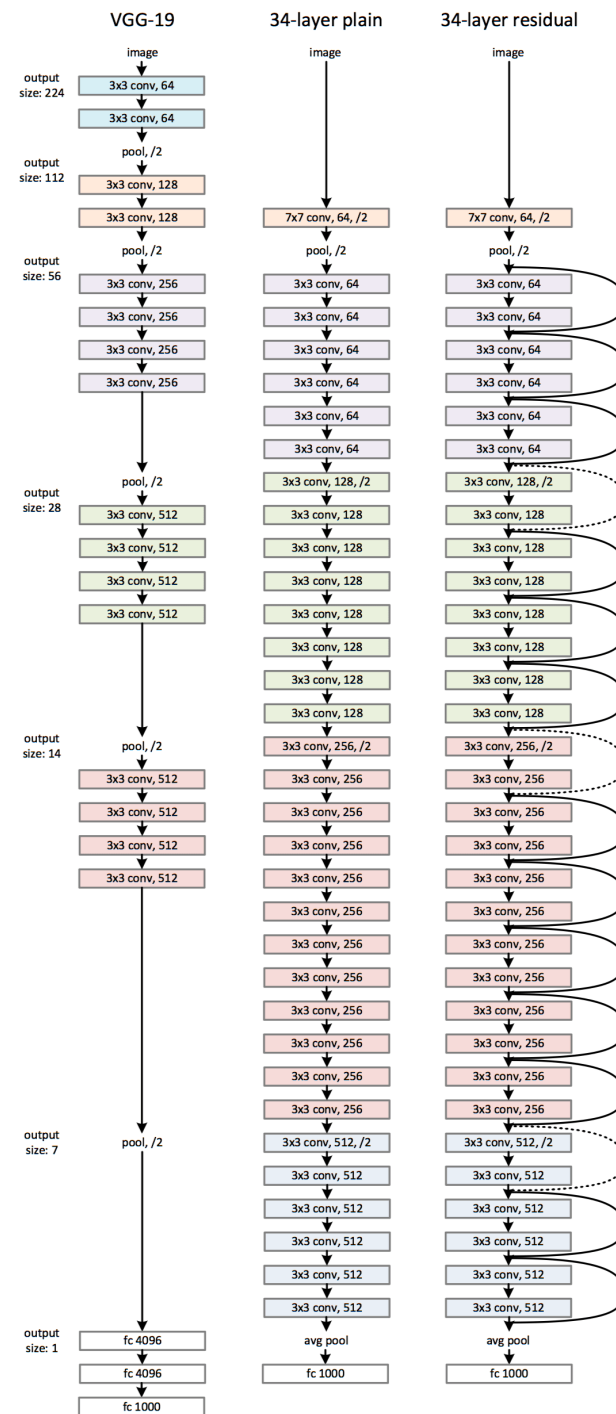 VGG-19
image
output
size: 224
3x3 conv, 64
3x3 conv, 64
pool, /2
output
size: 112
3x3 conv, 128
3x3 conv, 128
pool, /2
output
size: 56
3x3 conv, 256
3x3 conv, 256
3x3 conv, 256
3x3 conv, 256
pool, /2
output
size: 28
3x3 conv, 512
3x3 conv, 512
3x3 conv, 512
3x3 conv, 512
pool, /2
output
size: 14
3x3 conv, 512
3x3 conv, 512
3x3 conv, 512
3x3 conv, 512
output
size: 7
pool, /2
output
size: 1
fc 4096
fc 4096
fc 1000
34-layer plain
image
7x7 conv, 64, /2
pool, /2
3x3 conv, 64
3x3 conv, 64
3x3 conv, 64
3x3 conv, 64
3x3 conv, 64
3x3 conv, 64
3x3 conv, 128, /2
3x3 conv, 128
3x3 conv, 128
3x3 conv, 128
3x3 conv, 128
3x3 conv, 128
3x3 conv, 128
3x3 conv, 128
3x3 conv, 256, /2
3x3 conv, 256
3x3 conv, 256
3x3 conv, 256
3x3 conv, 256
3x3 conv, 256
3x3 conv, 256
3x3 conv, 256
3x3 conv, 256
3x3 conv, 256
3x3 conv, 256
3x3 conv, 256
3x3 conv, 512, /2
3x3 conv, 512
3x3 conv, 512
3x3 conv, 512
3x3 conv, 512
3x3 conv, 512
avg pool
fc 1000
34-layer residual
image
7x7 conv, 64, /2
pool, /2
3x3 conv, 64
3x3 conv, 64
3x3 conv, 64
3x3 conv, 64
3x3 conv, 64
3x3 conv, 64
3x3 conv, 128, /2
3x3 conv, 128
3x3 conv, 128
3x3 conv, 128
3x3 conv, 128
3x3 conv, 128
3x3 conv, 128
3x3 conv, 128
3x3 conv, 256, /2
3x3 conv, 256
3x3 conv, 256
3x3 conv, 256
3x3 conv, 256
3x3 conv, 256
3x3 conv, 256
3x3 conv, 256
3x3 conv, 256
3x3 conv, 256
3x3 conv, 256
3x3 conv, 256
3x3 conv, 512, /2
3x3 conv, 512
3x3 conv, 512
3x3 conv, 512
3x3 conv, 512
3x3 conv, 512
avg pool
fc 1000